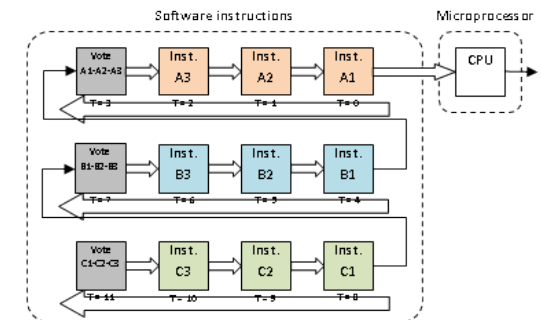 Software instructions
Microprocessor
Vote
A1-A2-A3
Inst.
A3
Inst.
A2
Inst.
A1
CPU
T= 3
T= 2
T= 1
T= 0
Vote
B1-B2-B3
Inst.
B3
Inst.
B2
Inst.
B1
T= 7
T= 6
T= 5
T= 4
Vote
C1-C2-C3
Inst.
C3
Inst.
C2
Inst.
C1
T= 11
T= 10
T= 9
T= 8